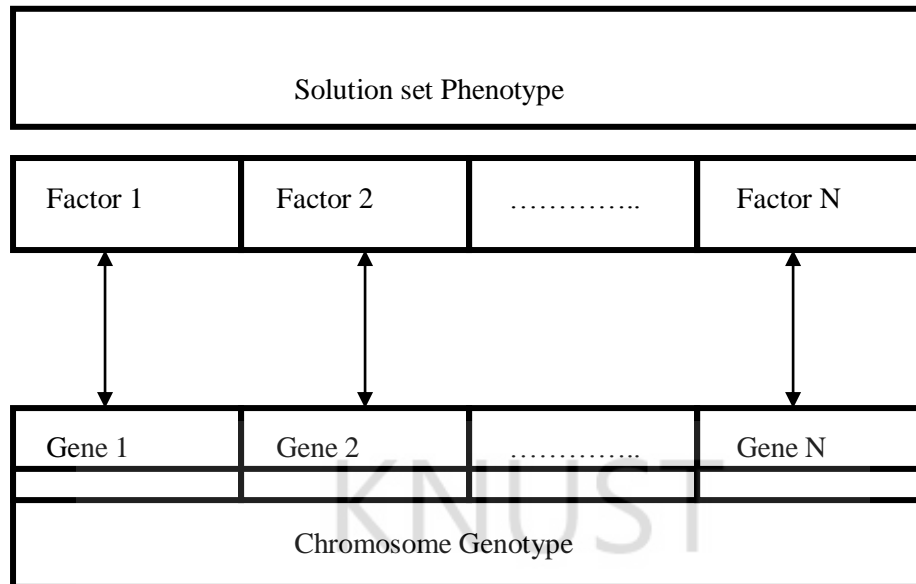 Solution set Phenotype
Factor 1 Factor 2 ………….. Factor N
Gene 1 Gene 2 ………….. Gene N
KNUST
Chromosome Genotype